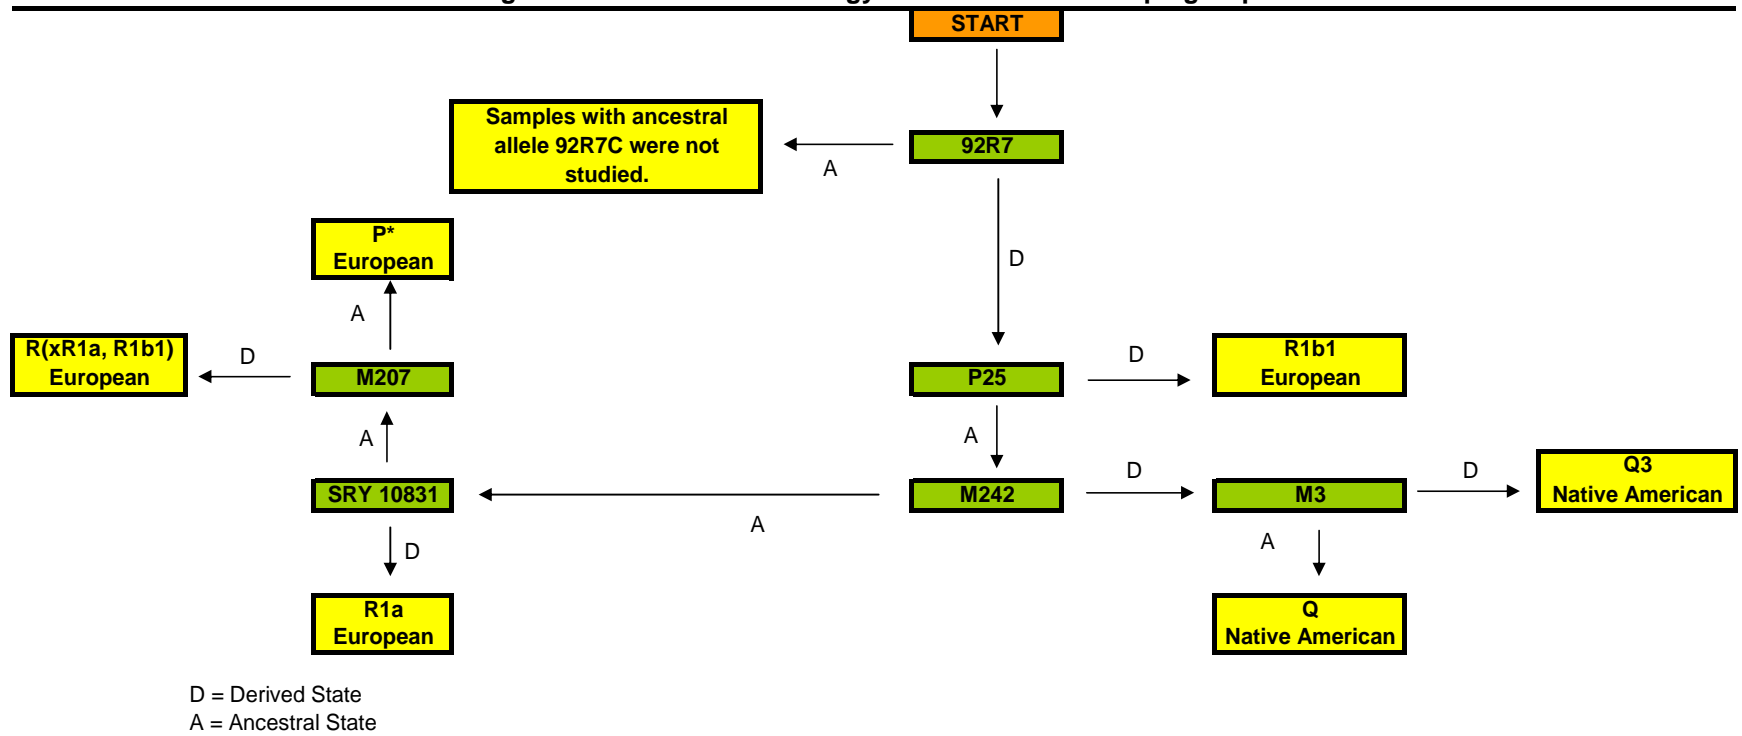 START
Samples with ancestral
allele 92R7C were not
studied.
A
92R7
P*
European
D
A
R(xR1a, R1b1)
European
D
M207
P25
D
R1b1
European
A
A
SRY 10831
A
M242
D
M3
D
Q3
Native American
D
A
R1a
European
Q
Native American
D = Derived State
A = Ancestral State